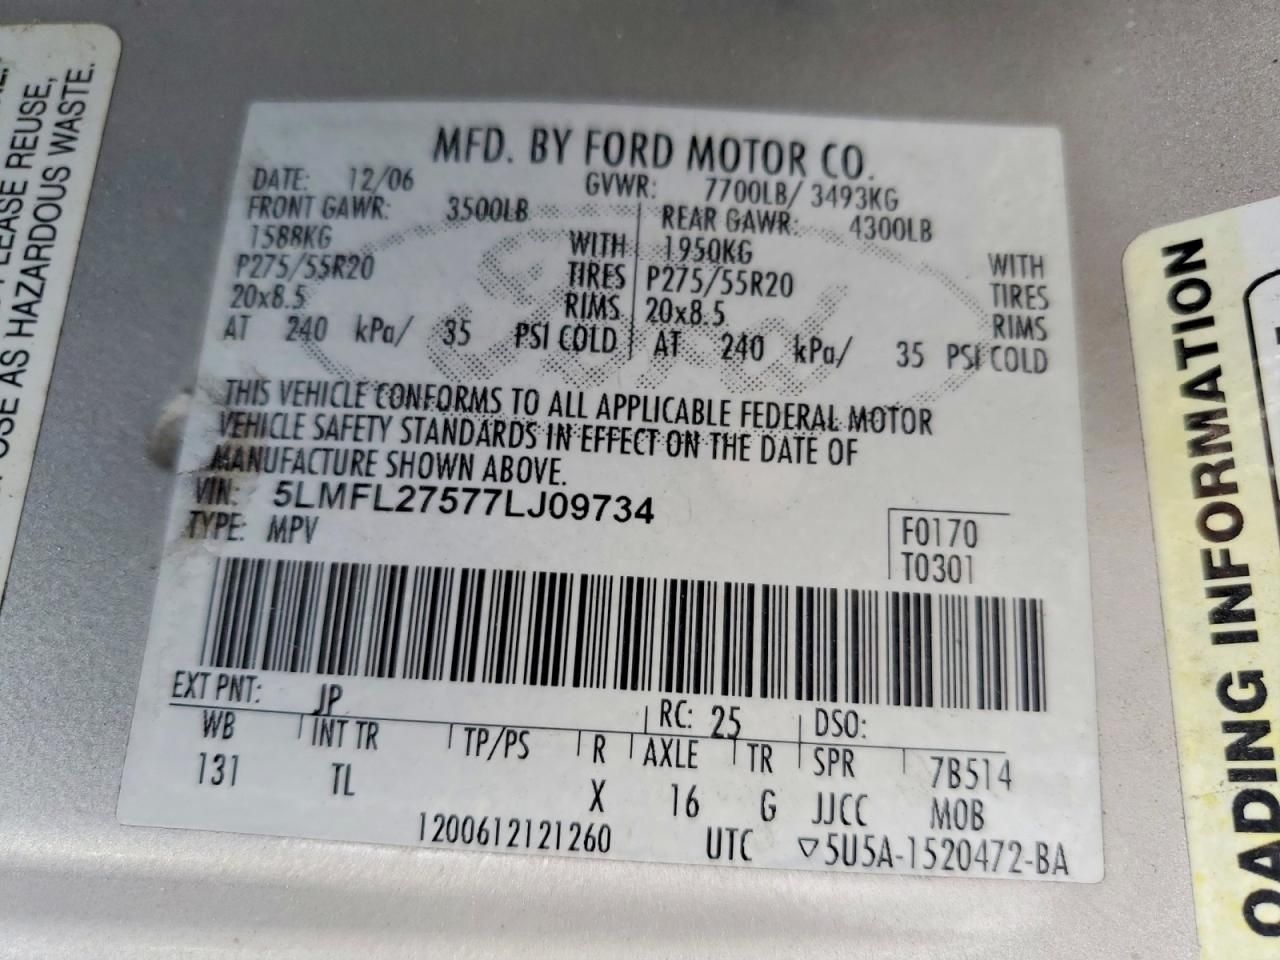 PLEASE REUSE,
USE AS HAZARDOUS WASTE.
MFD. BY FORD MOTOR CO.
DATE: 12/06 GVWR: 7700LB/ 3493KG
FRONT GAWR: 3500LB REAR GAWR: 4300LB
1588KG WITH 1950KG WITH
P275/55R20 TIRES P275/55R20 TIRES
20x8.5 RIMS 20x8.5 RIMS
AT 240 kPa/ 35 PSI COLD AT 240 kPa/ 35 PSI COLD
Ford
THIS VEHICLE CONFORMS TO ALL APPLICABLE FEDERAL MOTOR
VEHICLE SAFETY STANDARDS IN EFFECT ON THE DATE OF
MANUFACTURE SHOWN ABOVE.
VIN: 5LMFL27577LJ09734
TYPE: MPV
F0170
T0301
EXT PNT: JP RC: 25 DSO:
WB INT TR TP/PS R AXLE TR SPR 7B514
131 TL X 16 G JJCC MOB
1200612121260 UTC ▽5U5A-1520472-BA
OADING INFORMATION